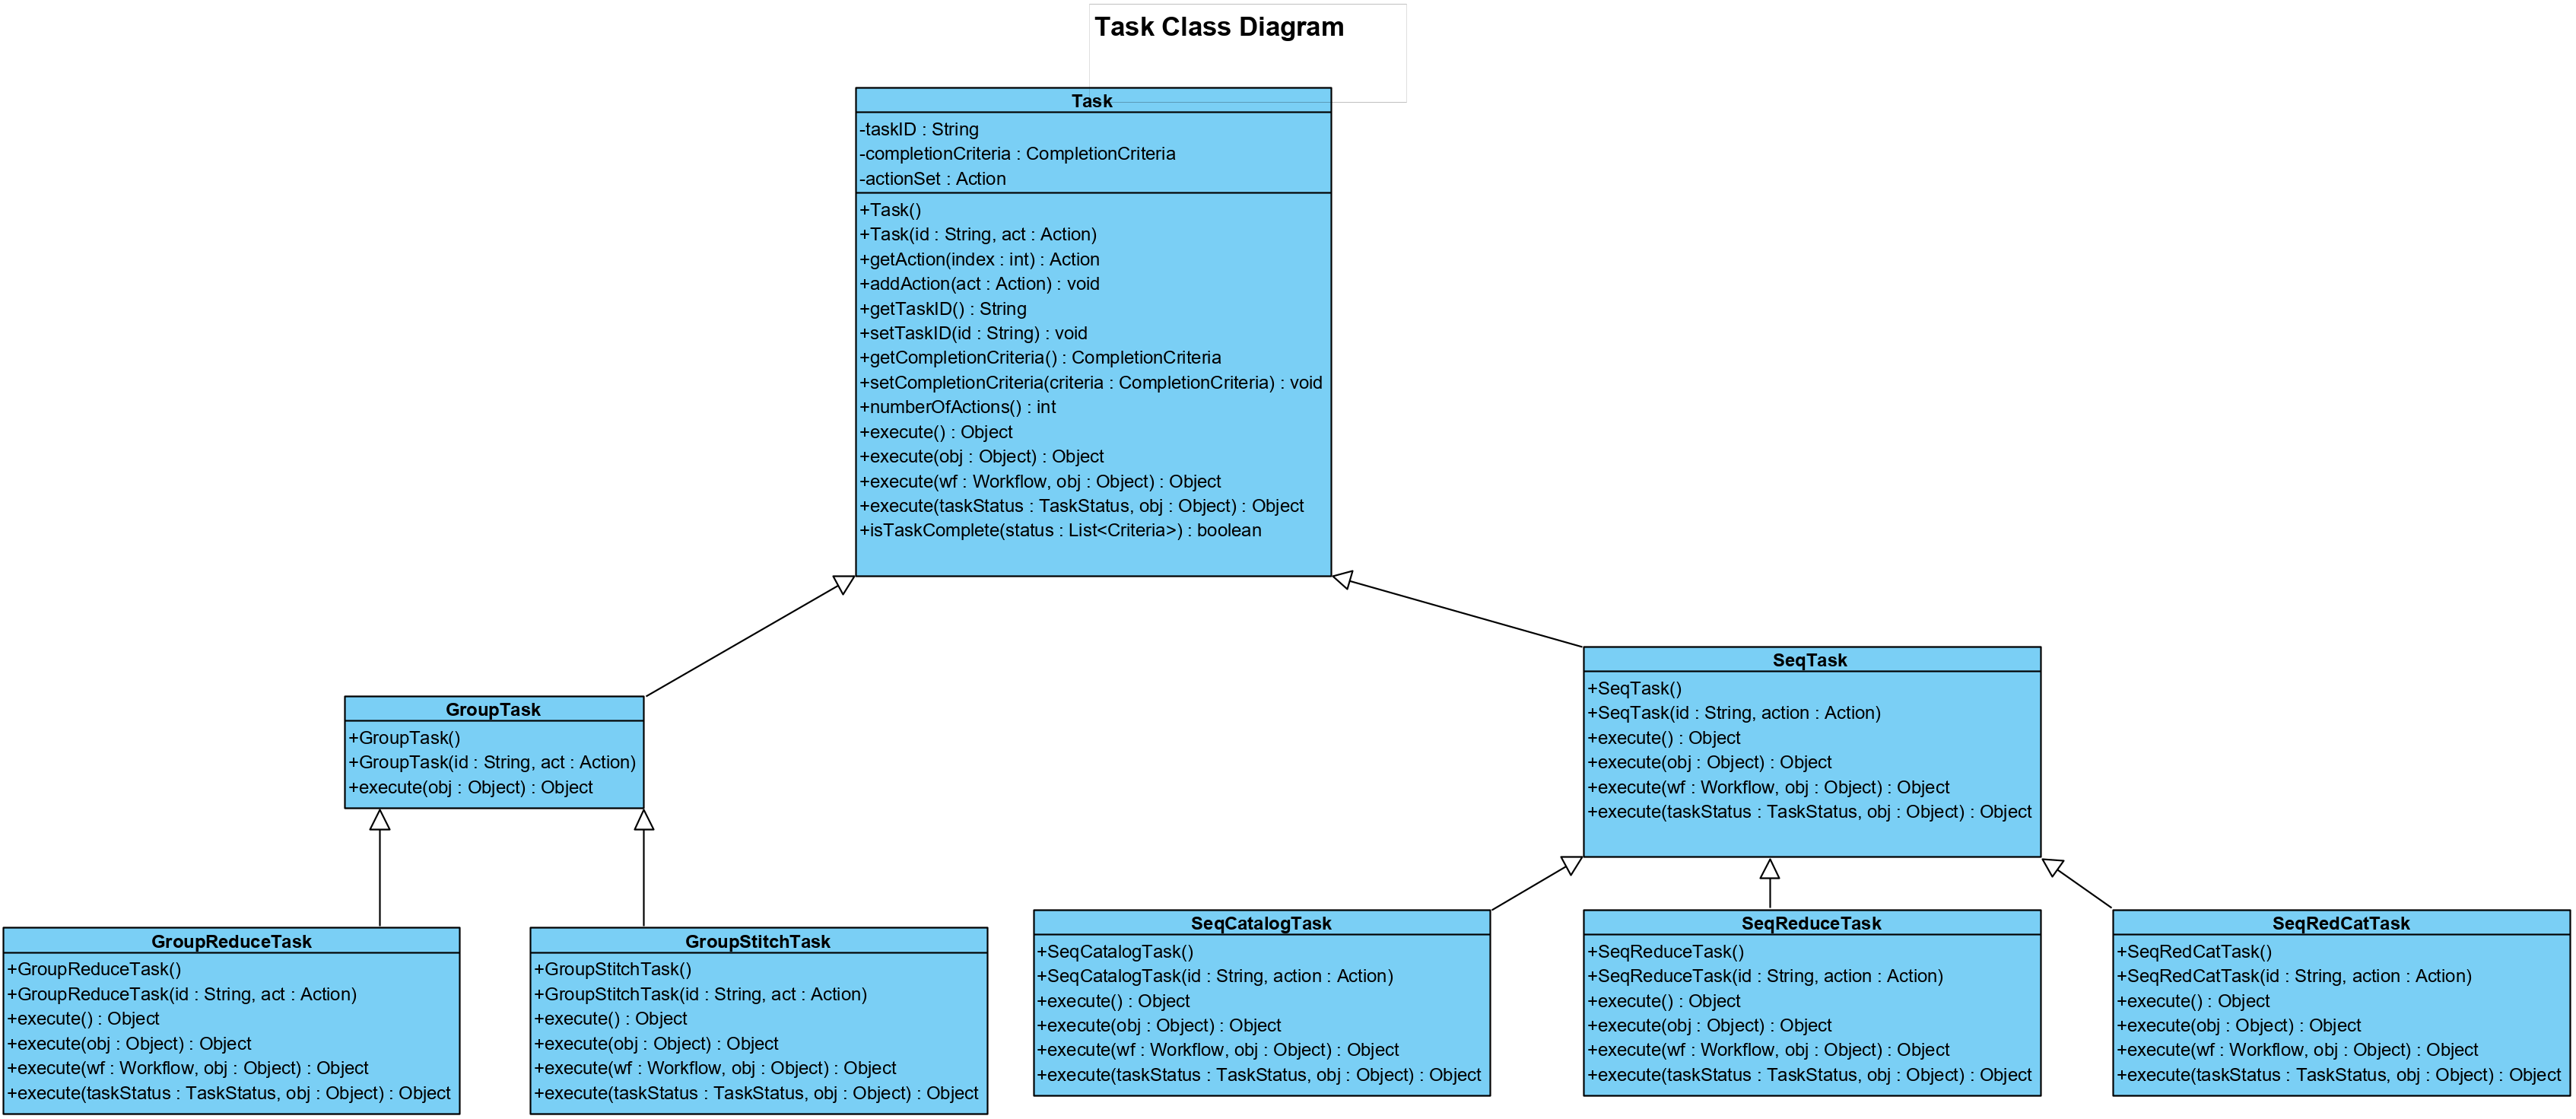 Task Class Diagram
Task
-taskID : String
-completionCriteria : CompletionCriteria
-actionSet : Action
+Task()
+Task(id : String, act : Action)
+getAction(index : int) : Action
+addAction(act : Action) : void
+getTaskID() : String
+setTaskID(id : String) : void
+getCompletionCriteria() : CompletionCriteria
+setCompletionCriteria(criteria : CompletionCriteria) : void
+numberOfActions() : int
+execute() : Object
+execute(obj : Object) : Object
+execute(wf : Workflow, obj : Object) : Object
+execute(taskStatus : TaskStatus, obj : Object) : Object
+isTaskComplete(status : List<Criteria>) : boolean
GroupTask
+GroupTask()
+GroupTask(id : String, act : Action)
+execute(obj : Object) : Object
SeqTask
+SeqTask()
+SeqTask(id : String, action : Action)
+execute() : Object
+execute(obj : Object) : Object
+execute(wf : Workflow, obj : Object) : Object
+execute(taskStatus : TaskStatus, obj : Object) : Object
GroupReduceTask
+GroupReduceTask()
+GroupReduceTask(id : String, act : Action)
+execute() : Object
+execute(obj : Object) : Object
+execute(wf : Workflow, obj : Object) : Object
+execute(taskStatus : TaskStatus, obj : Object) : Object
GroupStitchTask
+GroupStitchTask()
+GroupStitchTask(id : String, act : Action)
+execute() : Object
+execute(obj : Object) : Object
+execute(wf : Workflow, obj : Object) : Object
+execute(taskStatus : TaskStatus, obj : Object) : Object
SeqCatalogTask
+SeqCatalogTask()
+SeqCatalogTask(id : String, action : Action)
+execute() : Object
+execute(obj : Object) : Object
+execute(wf : Workflow, obj : Object) : Object
+execute(taskStatus : TaskStatus, obj : Object) : Object
SeqReduceTask
+SeqReduceTask()
+SeqReduceTask(id : String, action : Action)
+execute() : Object
+execute(obj : Object) : Object
+execute(wf : Workflow, obj : Object) : Object
+execute(taskStatus : TaskStatus, obj : Object) : Object
SeqRedCatTask
+SeqRedCatTask()
+SeqRedCatTask(id : String, action : Action)
+execute() : Object
+execute(obj : Object) : Object
+execute(wf : Workflow, obj : Object) : Object
+execute(taskStatus : TaskStatus, obj : Object) : Object